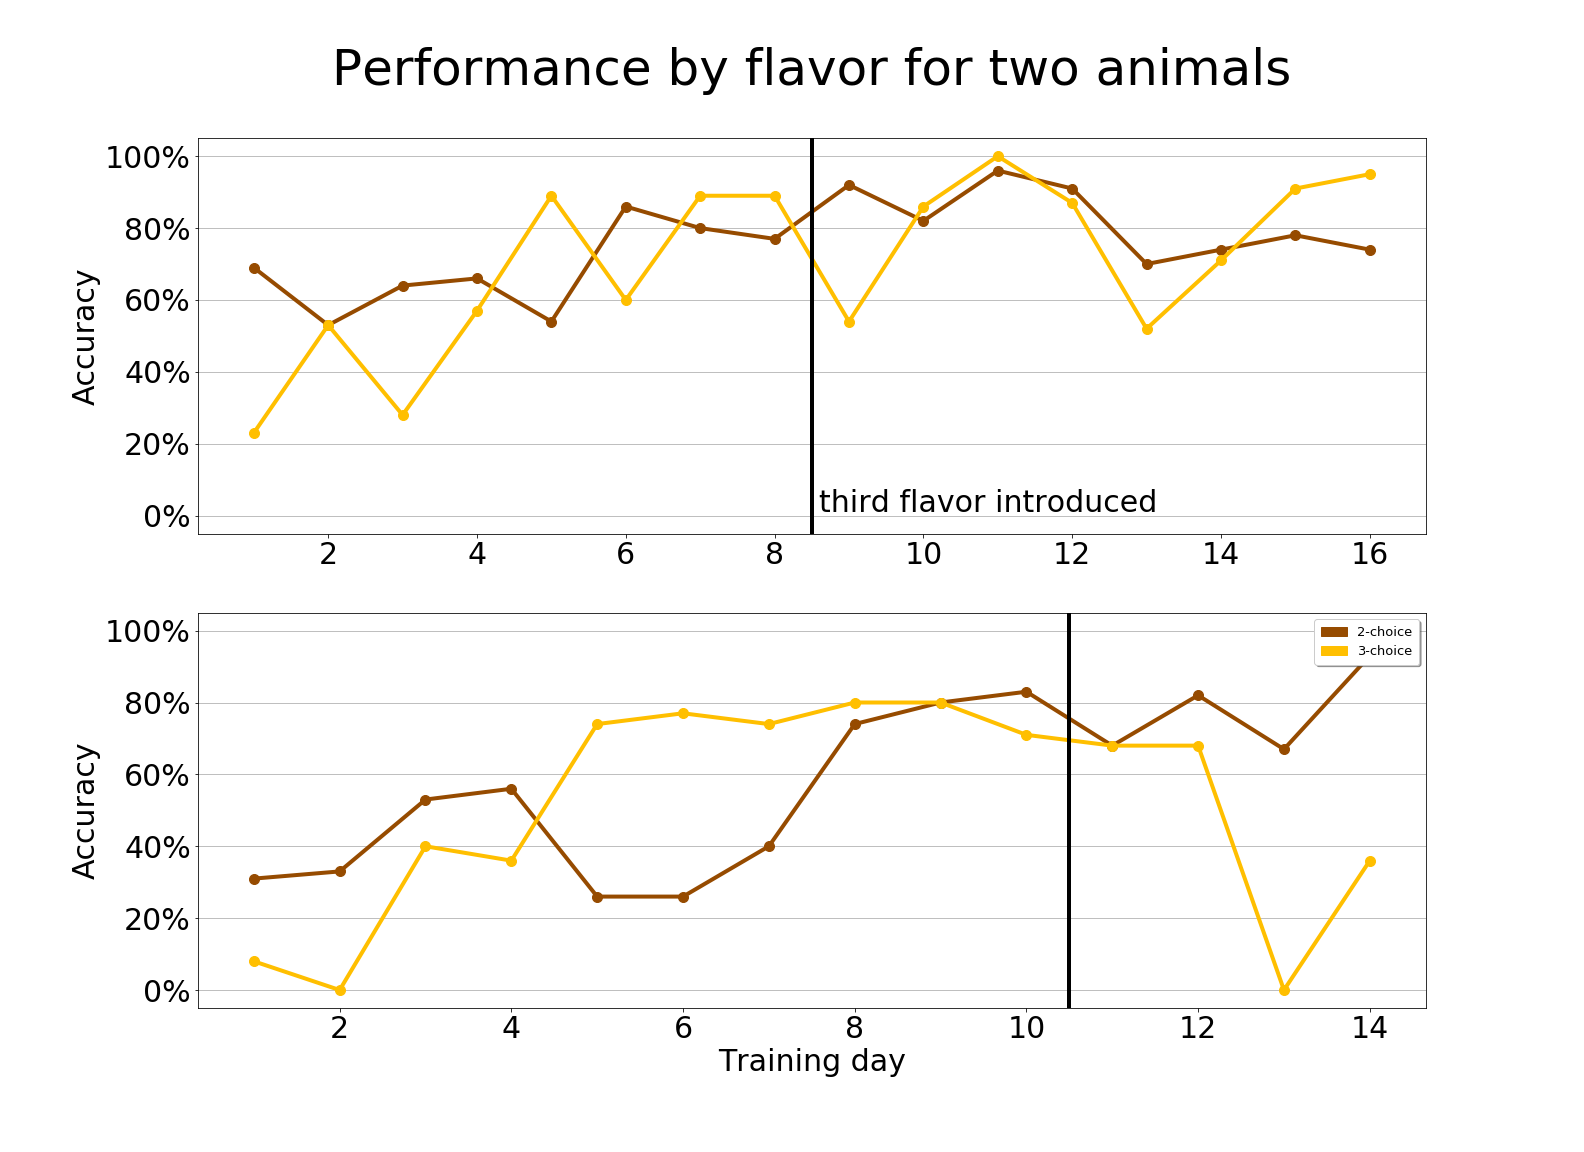 Performance by flavor for two animals
100%
80%
60%
40%
20%
0%
Accuracy
third flavor introduced
2 4 6 8 10 12 14 16
100%
80%
60%
40%
20%
0%
Accuracy
2-choice
3-choice
2 4 6 8 10 12 14
Training day